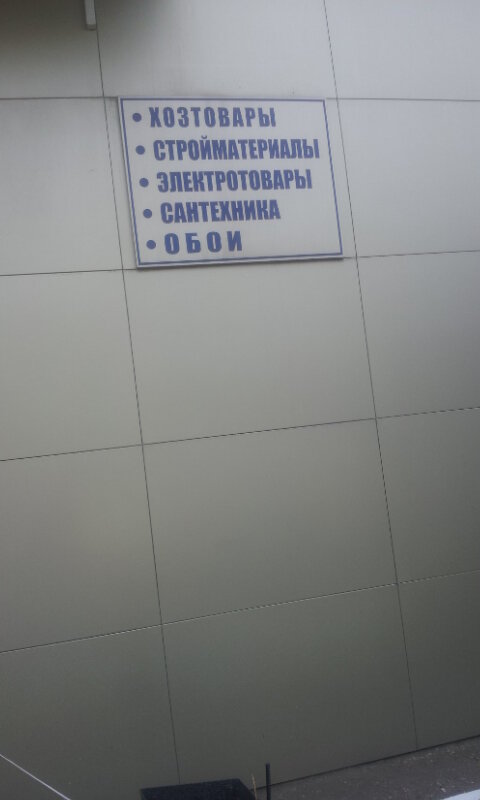 • ХОЗТОВАРЫ
• СТРОЙМАТЕРИАЛЫ
• ЭЛЕКТРОТОВАРЫ
• САНТЕХНИКА
• ОБОИ